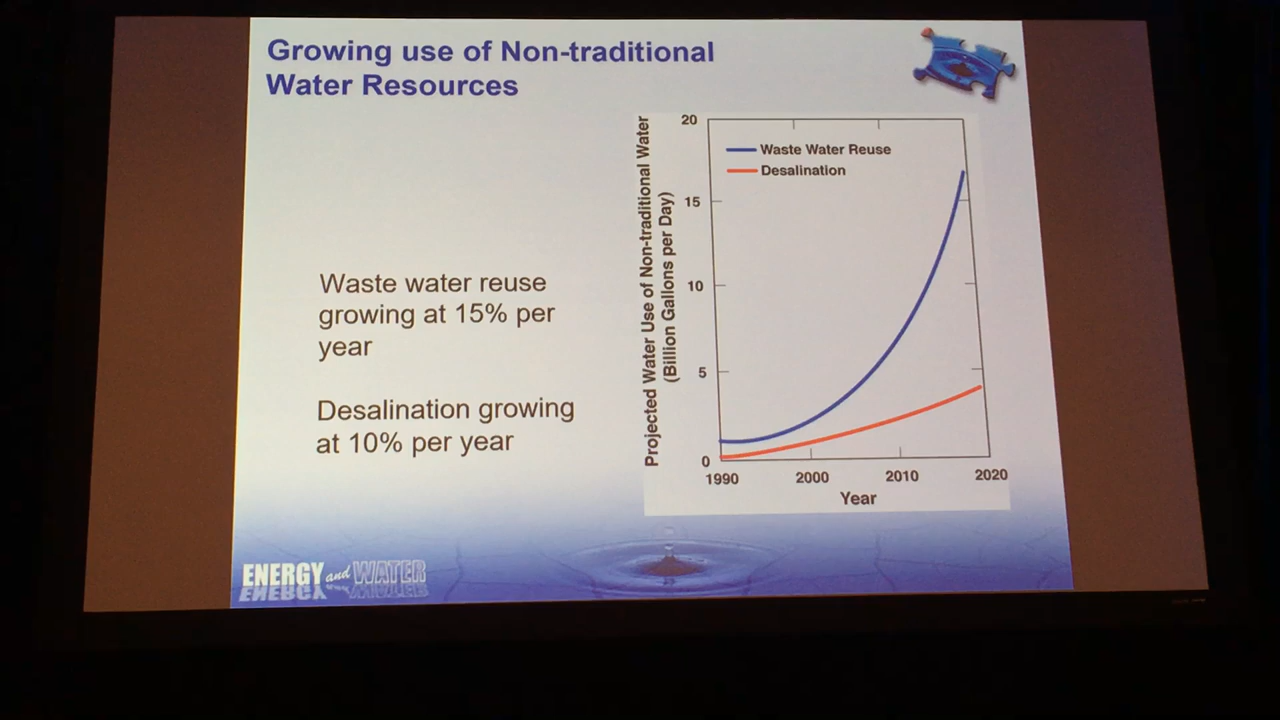 Growing use of Non-traditional
Water Resources
Waste water reuse
growing at 15% per
year
Desalination growing
at 10% per year
Projected Water Use of Non-traditional Water
(Billion Gallons per Day)
20
15
10
5
0
Waste Water Reuse
Desalination
1990 2000 2010 2020
Year
ENERGY and WATER